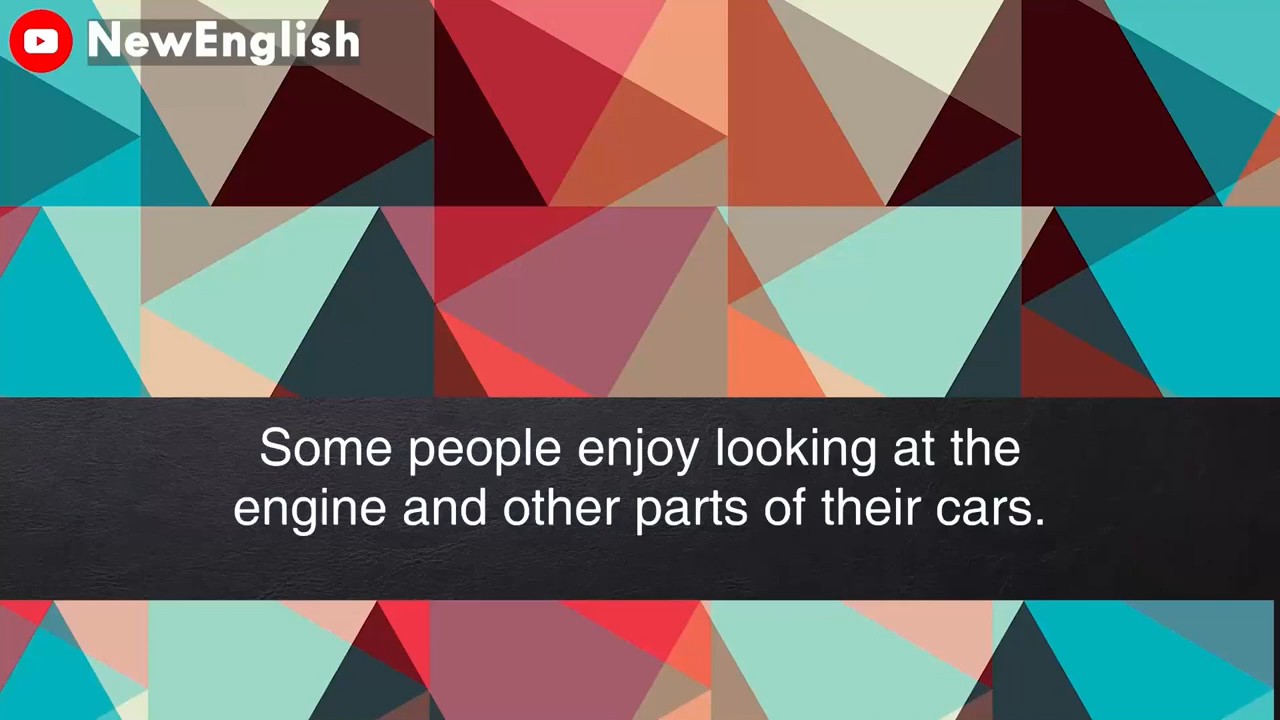 NewEnglish
Some people enjoy looking at the
engine and other parts of their cars.